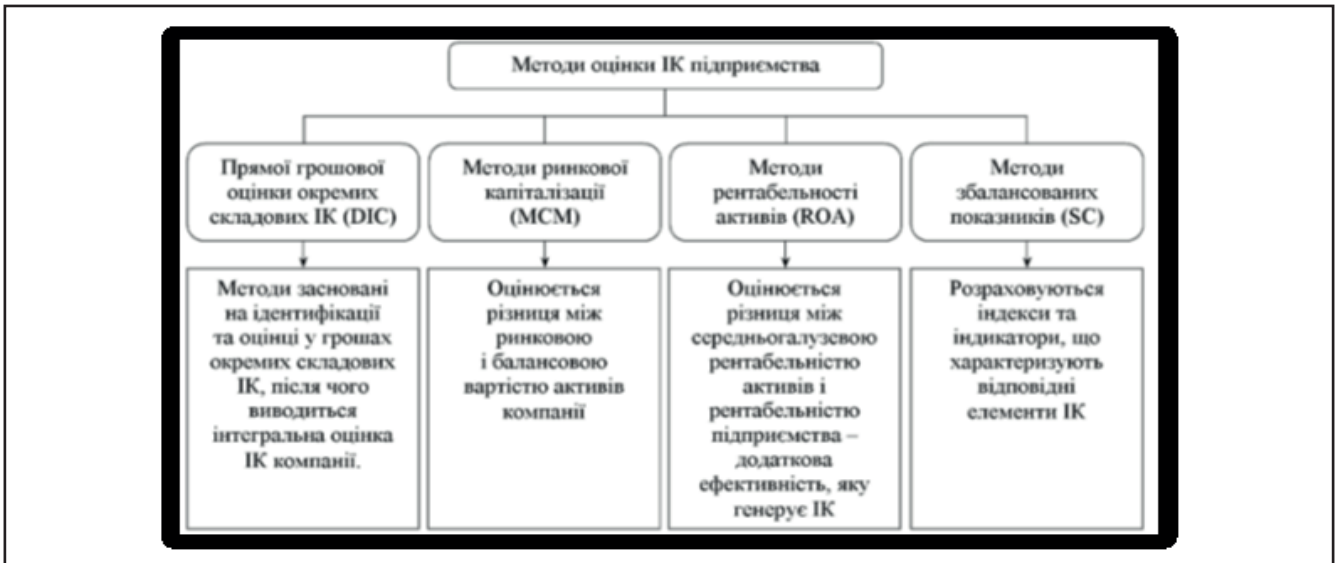 Методи оцінки ІК підприємства
Прямої грошової
оцінки окремих
складових ІК (DIC)
Методи ринкової
капіталізації
(MCM)
Методи
рентабельності
активів (ROA)
Методи
збалансованих
показників (SC)
Методи засновані
на ідентифікації
та оцінці у грошах
окремих складових
ІК, після чого
виводиться
інтегральна оцінка
ІК компанії.
Оцінюється
різниця між
ринковою
і балансовою
вартістю активів
компанії
Оцінюється
різниця між
середньогалузевою
рентабельністю
активів і
рентабельністю
підприємства –
додаткова
ефективність, яку
генерує ІК
Розраховуються
індекси та
індикатори, що
характеризують
відповідні
елементи ІК